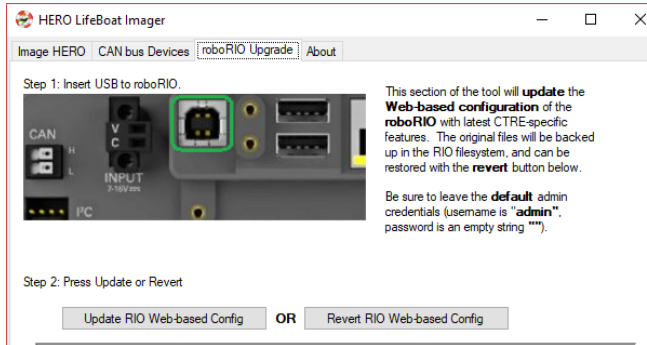 HERO LifeBoat Imager
Image HERO CAN bus Devices roboRIO Upgrade About
Step 1: Insert USB to roboRIO.
CAN
H
L
V
C
INPUT
7-16V
I²C
This section of the tool will update the
Web-based configuration of the
roboRIO with latest CTRE-specific
features. The original files will be backed
up in the RIO filesystem, and can be
restored with the revert button below.
Be sure to leave the default admin
credentials (username is "admin",
password is an empty string "").
Step 2: Press Update or Revert
Update RIO Web-based Config OR Revert RIO Web-based Config